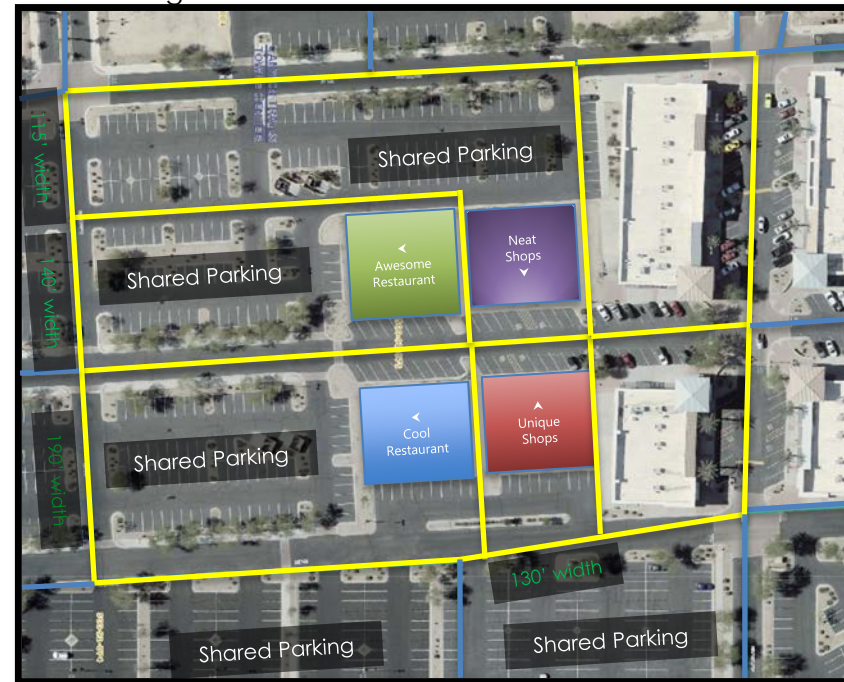 115' width
Shared Parking
Neat
Shops
Awesome
Restaurant
140' width
Shared Parking
Unique
Shops
Cool
Restaurant
190' width
Shared Parking
130' width
Shared Parking
Shared Parking